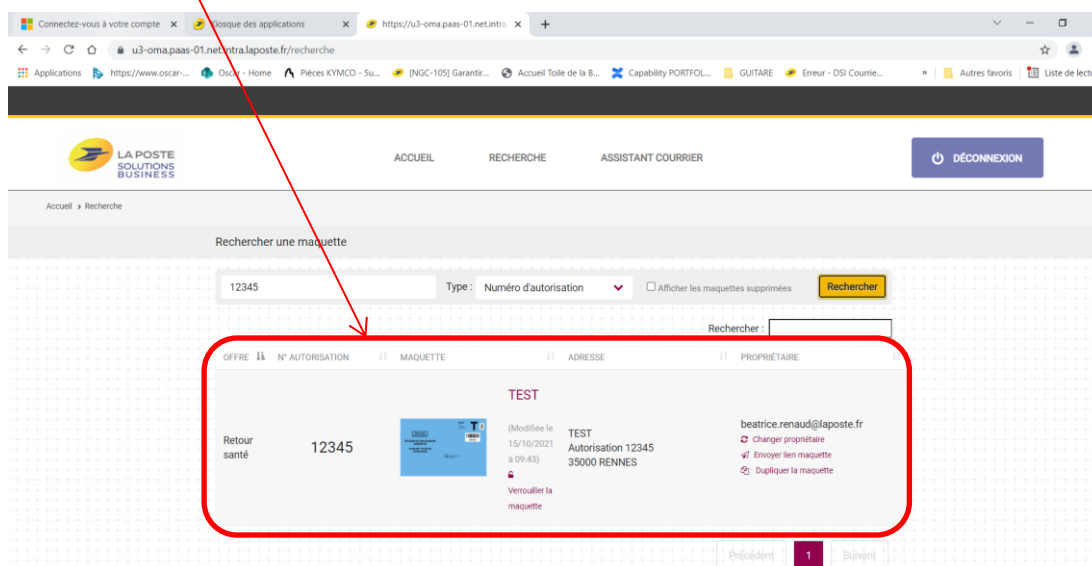 Connectez-vous à votre compte
Kiosque des applications
https://u3-oma.paas-01.net.intra
u3-oma.paas-01.net.intra.laposte.fr/recherche
Applications
https://www.oscar-...
Oscar - Home
Pièces KYMCO - Su...
[NGC-105] Garantir...
Accueil Toile de la B...
Capability PORTFOL...
GUITARE
Erreur - DSI Courrie...
»
Autres favoris
Liste de lectu
LA POSTE
SOLUTIONS
BUSINESS
ACCUEIL
RECHERCHE
ASSISTANT COURRIER
DÉCONNEXION
Accueil > Recherche
Rechercher une maquette
12345
Type :
Numéro d'autorisation
Afficher les maquettes supprimées
Rechercher
Rechercher :
OFFRE
N° AUTORISATION
MAQUETTE
ADRESSE
PROPRIÉTAIRE
Retour
santé
12345
T
TEST
(Modifiée le
15/10/2021
à 09:43)
Verrouiller la
maquette
TEST
Autorisation 12345
35000 RENNES
beatrice.renaud@laposte.fr
Changer propriétaire
Envoyer lien maquette
Dupliquer la maquette
Précédent
1
Suivant